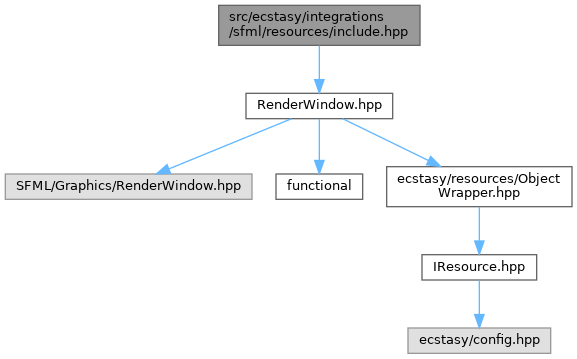 src/ecstasy/integrations
/sfml/resources/include.hpp
RenderWindow.hpp
SFML/Graphics/RenderWindow.hpp
functional
ecstasy/resources/Object
Wrapper.hpp
IResource.hpp
ecstasy/config.hpp